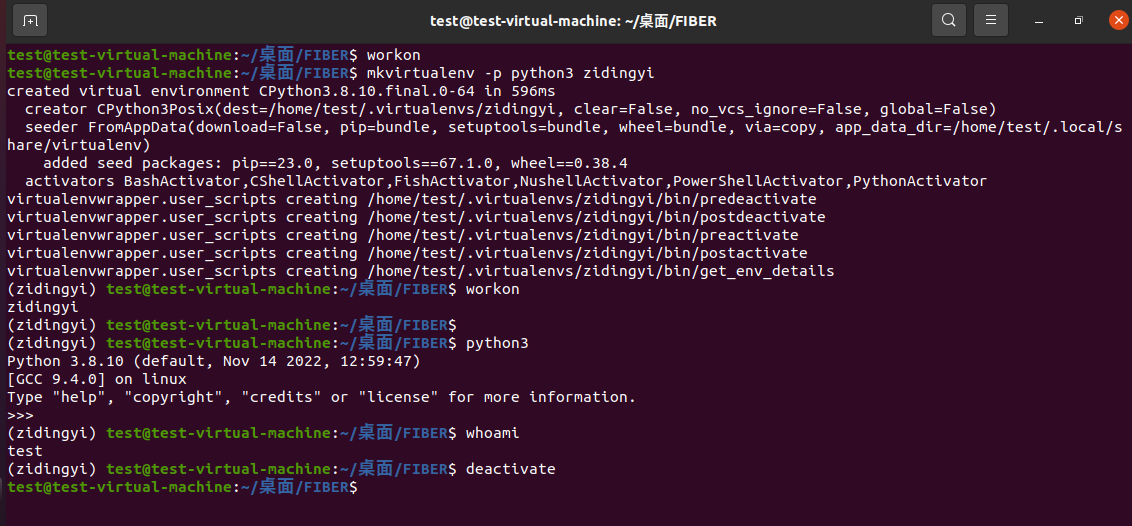 test@test-virtual-machine: ~/桌面/FIBER
test@test-virtual-machine:~/桌面/FIBER$ workon
test@test-virtual-machine:~/桌面/FIBER$ mkvirtualenv -p python3 zidingyi
created virtual environment CPython3.8.10.final.0-64 in 596ms
  creator CPython3Posix(dest=/home/test/.virtualenvs/zidingyi, clear=False, no_vcs_ignore=False, global=False)
  seeder FromAppData(download=False, pip=bundle, setuptools=bundle, wheel=bundle, via=copy, app_data_dir=/home/test/.local/s
hare/virtualenv)
    added seed packages: pip==23.0, setuptools==67.1.0, wheel==0.38.4
  activators BashActivator,CShellActivator,FishActivator,NushellActivator,PowerShellActivator,PythonActivator
virtualenvwrapper.user_scripts creating /home/test/.virtualenvs/zidingyi/bin/predeactivate
virtualenvwrapper.user_scripts creating /home/test/.virtualenvs/zidingyi/bin/postdeactivate
virtualenvwrapper.user_scripts creating /home/test/.virtualenvs/zidingyi/bin/preactivate
virtualenvwrapper.user_scripts creating /home/test/.virtualenvs/zidingyi/bin/postactivate
virtualenvwrapper.user_scripts creating /home/test/.virtualenvs/zidingyi/bin/get_env_details
(zidingyi) test@test-virtual-machine:~/桌面/FIBER$ workon
zidingyi
(zidingyi) test@test-virtual-machine:~/桌面/FIBER$
(zidingyi) test@test-virtual-machine:~/桌面/FIBER$ python3
Python 3.8.10 (default, Nov 14 2022, 12:59:47)
[GCC 9.4.0] on linux
Type "help", "copyright", "credits" or "license" for more information.
>>>
(zidingyi) test@test-virtual-machine:~/桌面/FIBER$ whoami
test
(zidingyi) test@test-virtual-machine:~/桌面/FIBER$ deactivate
test@test-virtual-machine:~/桌面/FIBER$